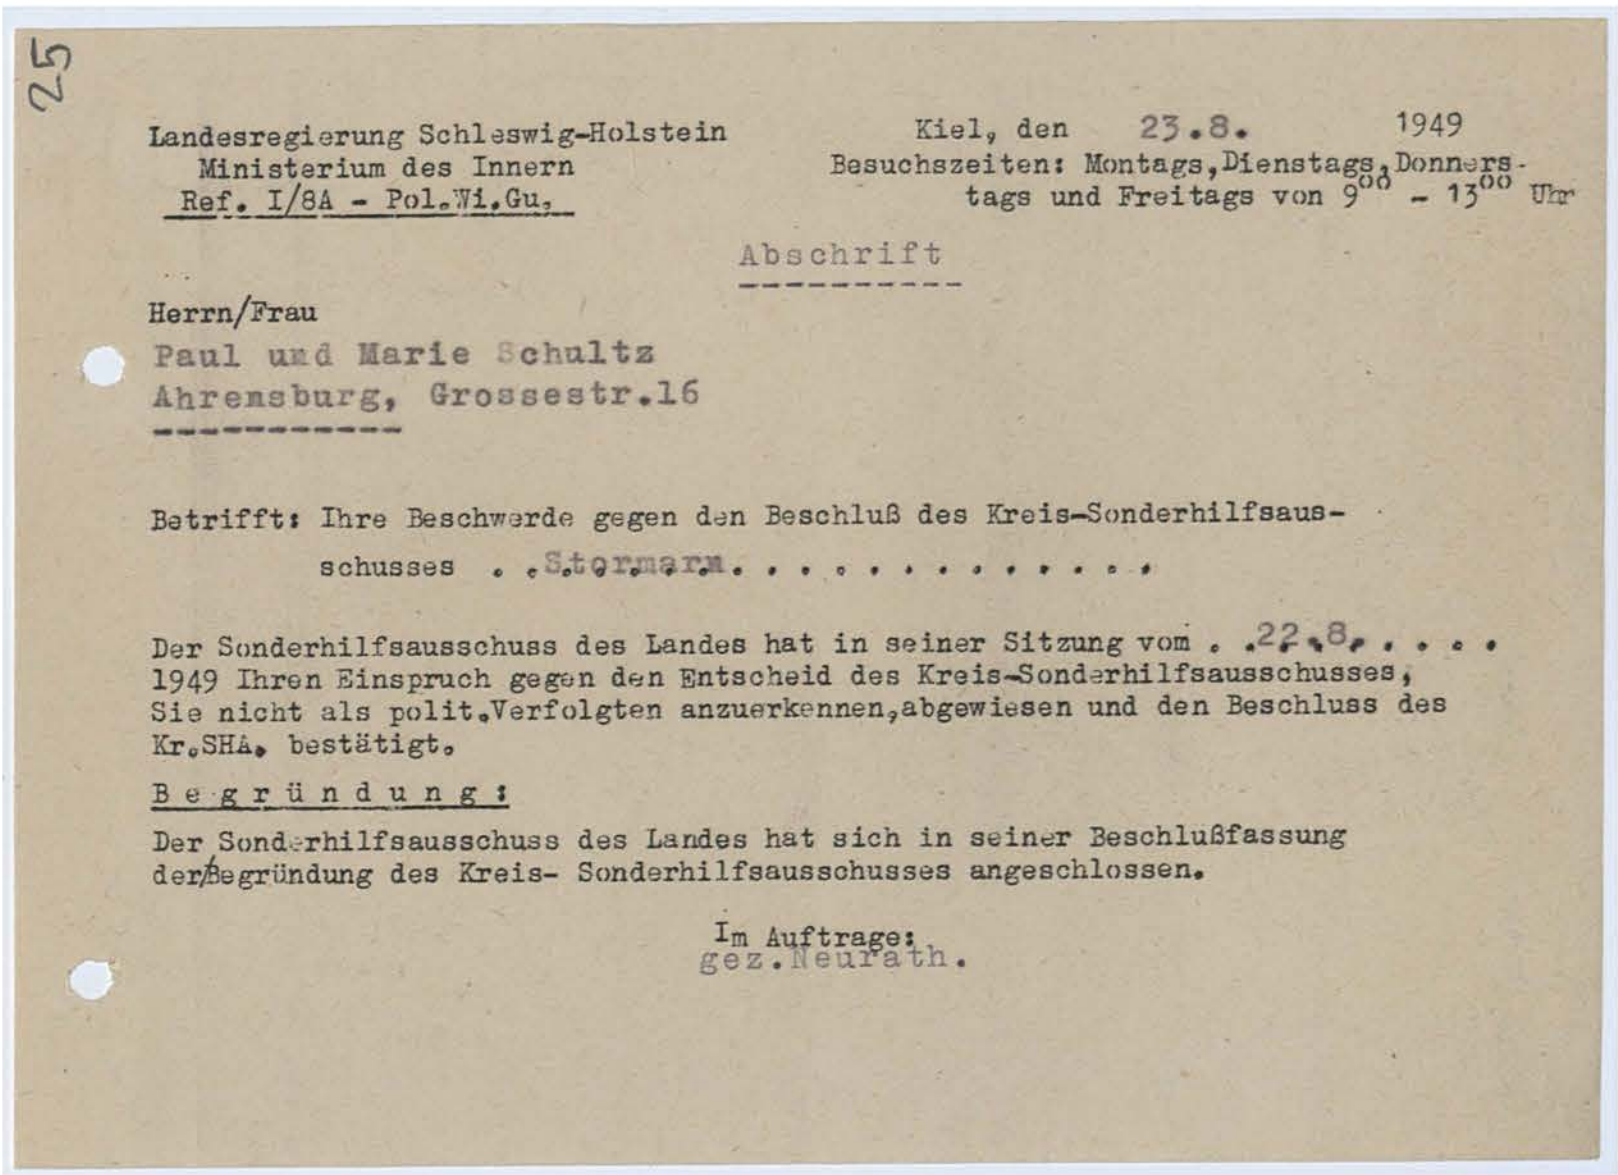 25
Landesregierung Schleswig-Holstein
Ministerium des Innern
Ref. I/8A - Pol.Wi.Gu.
Kiel, den 23.8. 1949
Besuchszeiten: Montags,Dienstags,Donners-
tags und Freitags von 9⁰⁰ - 13⁰⁰ Uhr
Abschrift
Herrn/Frau
Paul und Marie Schultz
Ahrensburg, Grossestr.16
Betrifft: Ihre Beschwerde gegen den Beschluß des Kreis-Sonderhilfsaus-
schusses . .Stormarn. . . . . . . . . . . . .
Der Sonderhilfsausschuss des Landes hat in seiner Sitzung vom . .22.8. . . . .
1949 Ihren Einspruch gegen den Entscheid des Kreis-Sonderhilfsausschusses,
Sie nicht als polit.Verfolgten anzuerkennen,abgewiesen und den Beschluss des
Kr.SHA. bestätigt.
B e g r ü n d u n g :
Der Sonderhilfsausschuss des Landes hat sich in seiner Beschlußfassung
der/Begründung des Kreis- Sonderhilfsausschusses angeschlossen.
Im Auftrage:
gez.Neurath.